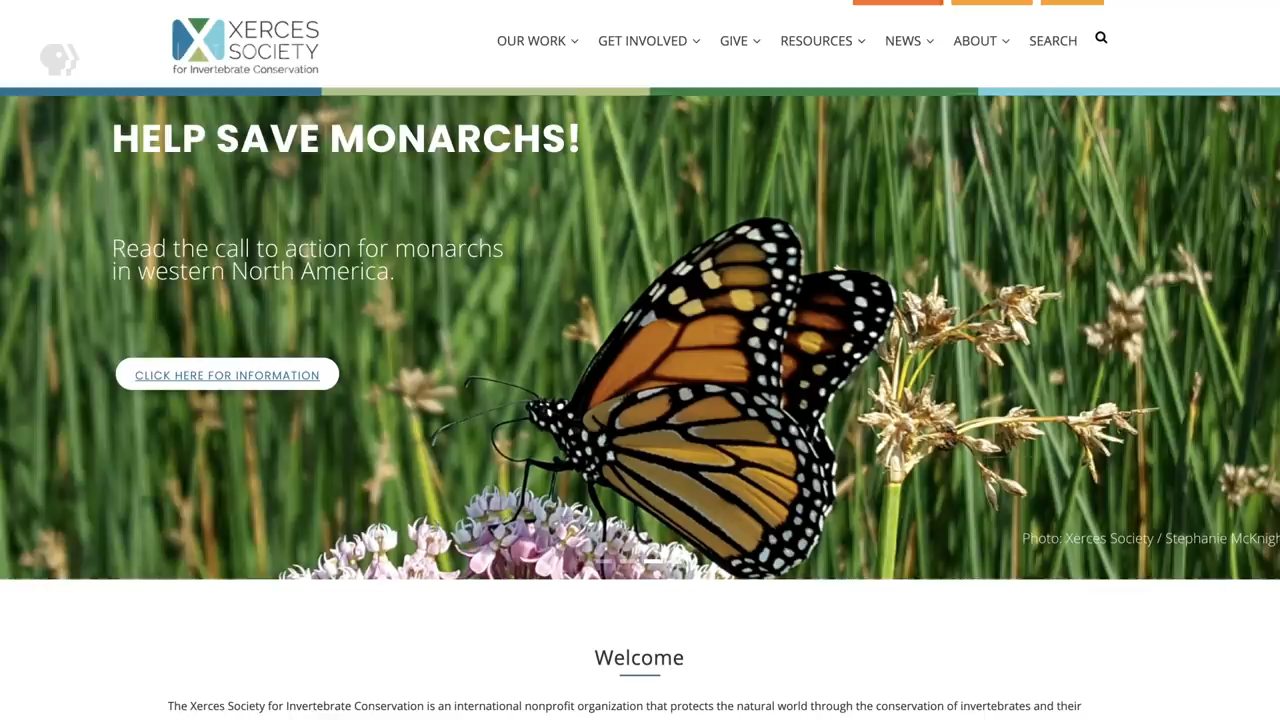 XERCES
SOCIETY
for Invertebrate Conservation
OUR WORK GET INVOLVED GIVE RESOURCES NEWS ABOUT SEARCH
HELP SAVE MONARCHS!
Read the call to action for monarchs
in western North America.
CLICK HERE FOR INFORMATION
Photo: Xerces Society / Stephanie McKnigh
Welcome
The Xerces Society for Invertebrate Conservation is an international nonprofit organization that protects the natural world through the conservation of invertebrates and their